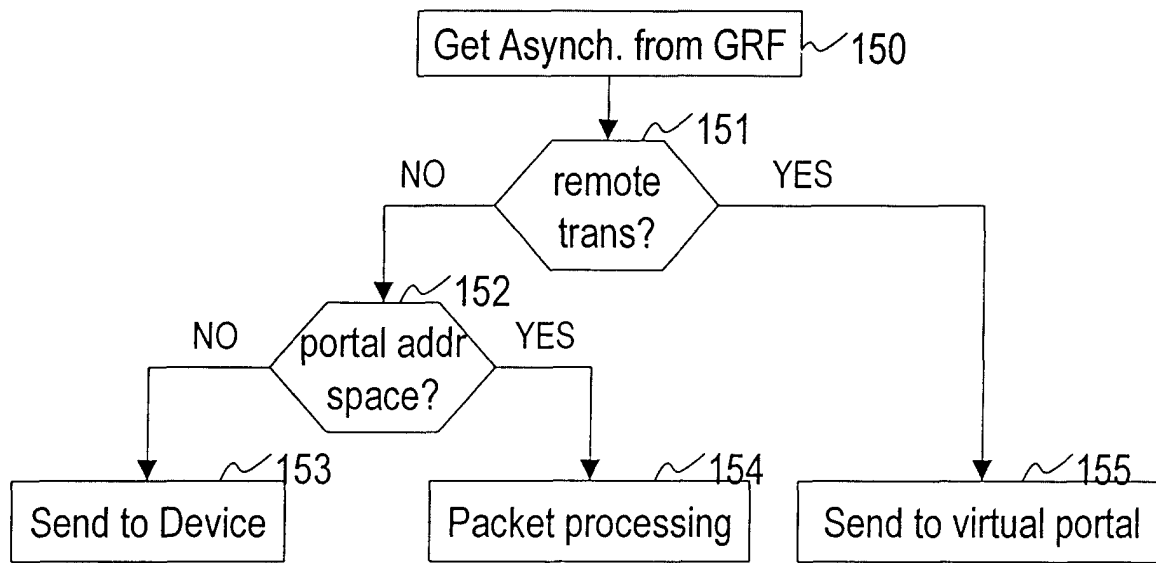 Get Asynch. from GRF
150
151
NO
remote
trans?
YES
152
NO
portal addr
space?
YES
153
154
155
Send to Device
Packet processing
Send to virtual portal